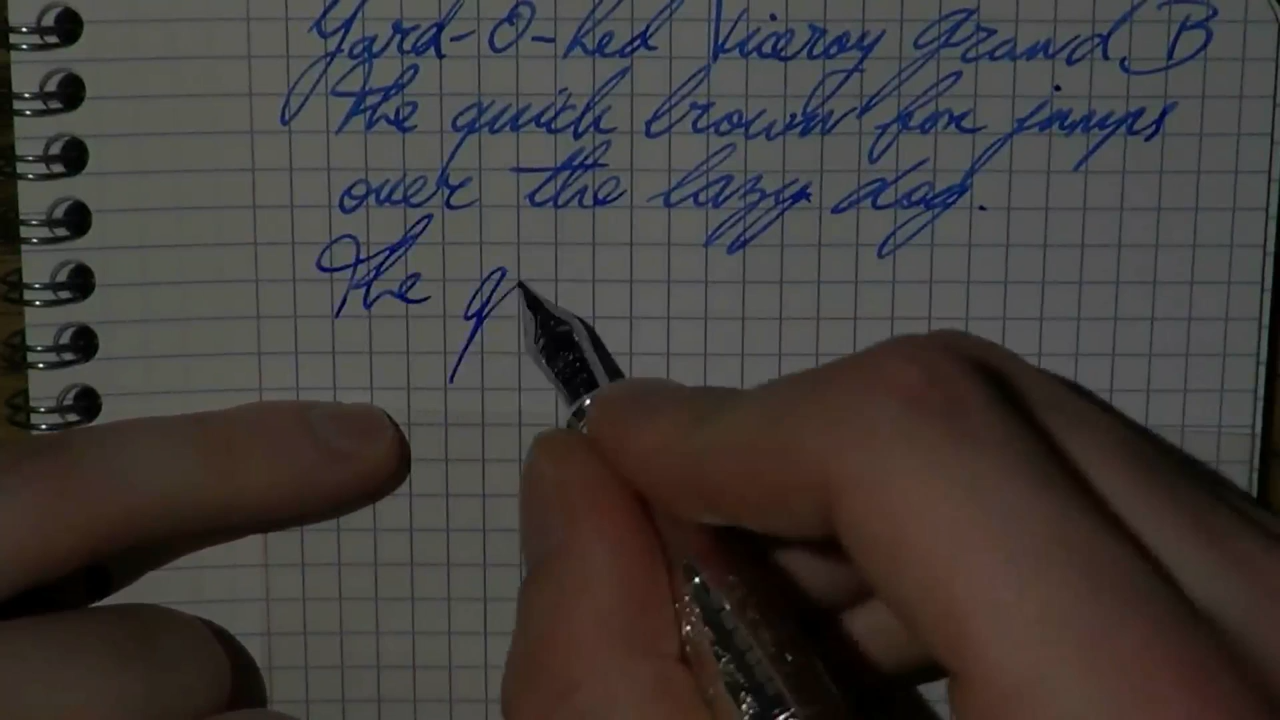 Yard-O-Led Viceroy Grand B
The quick brown fox jumps
over the lazy dog.
The q